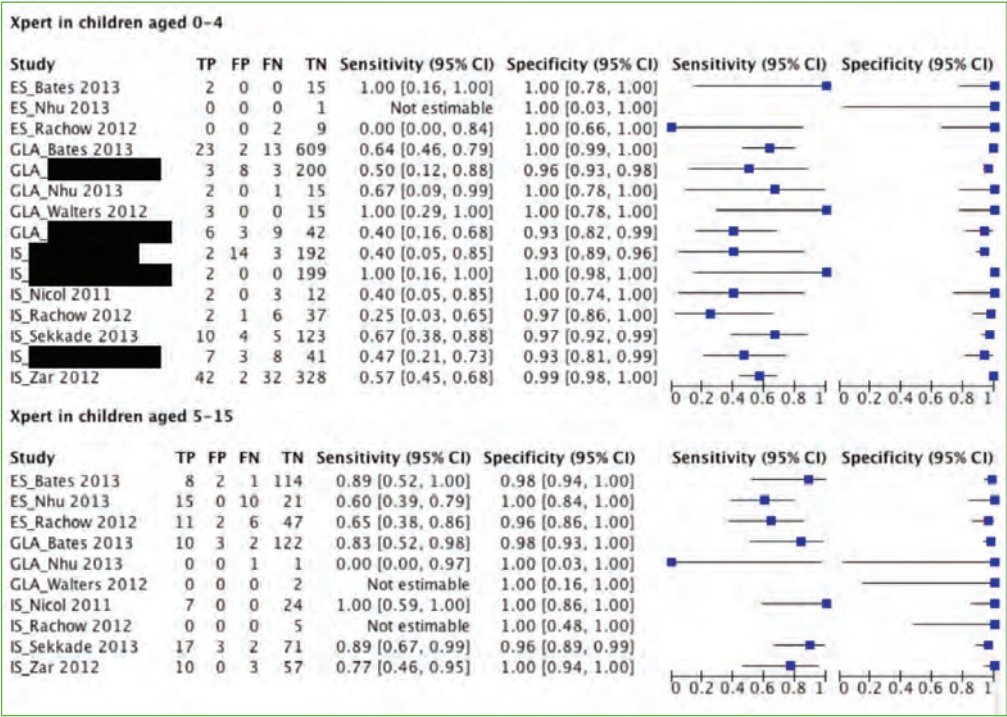 Xpert in children aged 0-4
Study TP FP FN TN Sensitivity (95% CI) Specificity (95% CI) Sensitivity (95% CI) Specificity (95% CI)
ES_Bates 2013 2 0 0 15 1.00 [0.16, 1.00] 1.00 [0.78, 1.00]
ES_Nhu 2013 0 0 0 1 Not estimable 1.00 [0.03, 1.00]
ES_Rachow 2012 0 0 2 9 0.00 [0.00, 0.84] 1.00 [0.66, 1.00]
GLA_Bates 2013 23 2 13 609 0.64 [0.46, 0.79] 1.00 [0.99, 1.00]
GLA_ 3 8 3 200 0.50 [0.12, 0.88] 0.96 [0.93, 0.98]
GLA_Nhu 2013 2 0 1 15 0.67 [0.09, 0.99] 1.00 [0.78, 1.00]
GLA_Walters 2012 3 0 0 15 1.00 [0.29, 1.00] 1.00 [0.78, 1.00]
GLA_ 6 3 9 42 0.40 [0.16, 0.68] 0.93 [0.82, 0.99]
IS_ 2 14 3 192 0.40 [0.05, 0.85] 0.93 [0.89, 0.96]
IS_ 2 0 0 199 1.00 [0.16, 1.00] 1.00 [0.98, 1.00]
IS_Nicol 2011 2 0 3 12 0.40 [0.05, 0.85] 1.00 [0.74, 1.00]
IS_Rachow 2012 2 1 6 37 0.25 [0.03, 0.65] 0.97 [0.86, 1.00]
IS_Sekkade 2013 10 4 5 123 0.67 [0.38, 0.88] 0.97 [0.92, 0.99]
IS_ 7 3 8 41 0.47 [0.21, 0.73] 0.93 [0.81, 0.99]
IS_Zar 2012 42 2 32 328 0.57 [0.45, 0.68] 0.99 [0.98, 1.00]
0 0.2 0.4 0.6 0.8 1 0 0.2 0.4 0.6 0.8 1
Xpert in children aged 5-15
Study TP FP FN TN Sensitivity (95% CI) Specificity (95% CI) Sensitivity (95% CI) Specificity (95% CI)
ES_Bates 2013 8 2 1 114 0.89 [0.52, 1.00] 0.98 [0.94, 1.00]
ES_Nhu 2013 15 0 10 21 0.60 [0.39, 0.79] 1.00 [0.84, 1.00]
ES_Rachow 2012 11 2 6 47 0.65 [0.38, 0.86] 0.96 [0.86, 1.00]
GLA_Bates 2013 10 3 2 122 0.83 [0.52, 0.98] 0.98 [0.93, 1.00]
GLA_Nhu 2013 0 0 1 1 0.00 [0.00, 0.97] 1.00 [0.03, 1.00]
GLA_Walters 2012 0 0 0 2 Not estimable 1.00 [0.16, 1.00]
IS_Nicol 2011 7 0 0 24 1.00 [0.59, 1.00] 1.00 [0.86, 1.00]
IS_Rachow 2012 0 0 0 5 Not estimable 1.00 [0.48, 1.00]
IS_Sekkade 2013 17 3 2 71 0.89 [0.67, 0.99] 0.96 [0.89, 0.99]
IS_Zar 2012 10 0 3 57 0.77 [0.46, 0.95] 1.00 [0.94, 1.00]
0 0.2 0.4 0.6 0.8 1 0 0.2 0.4 0.6 0.8 1